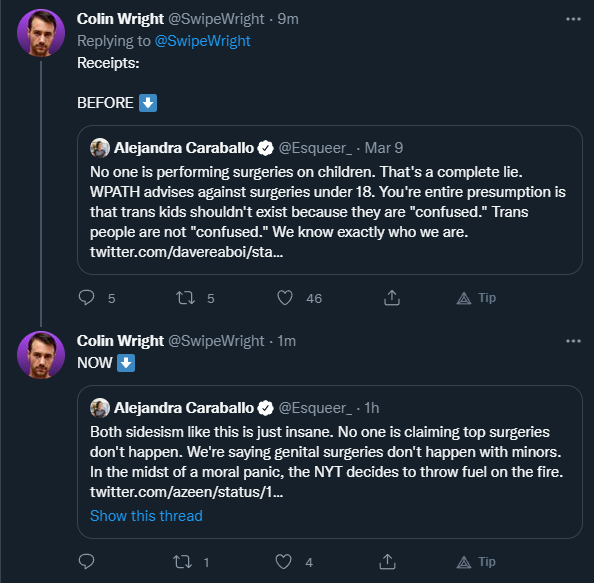 Colin Wright @SwipeWright · 9m
Replying to @SwipeWright
Receipts:
BEFORE ⬇️
Alejandra Caraballo @Esqueer_ · Mar 9
No one is performing surgeries on children. That's a complete lie.
WPATH advises against surgeries under 18. You're entire presumption is
that trans kids shouldn't exist because they are "confused." Trans
people are not "confused." We know exactly who we are.
twitter.com/davereaboi/sta...
5 5 46 Tip
Colin Wright @SwipeWright · 1m
NOW ⬇️
Alejandra Caraballo @Esqueer_ · 1h
Both sidesism like this is just insane. No one is claiming top surgeries
don't happen. We're saying genital surgeries don't happen with minors.
In the midst of a moral panic, the NYT decides to throw fuel on the fire.
twitter.com/azeen/status/1...
Show this thread
1 4 Tip